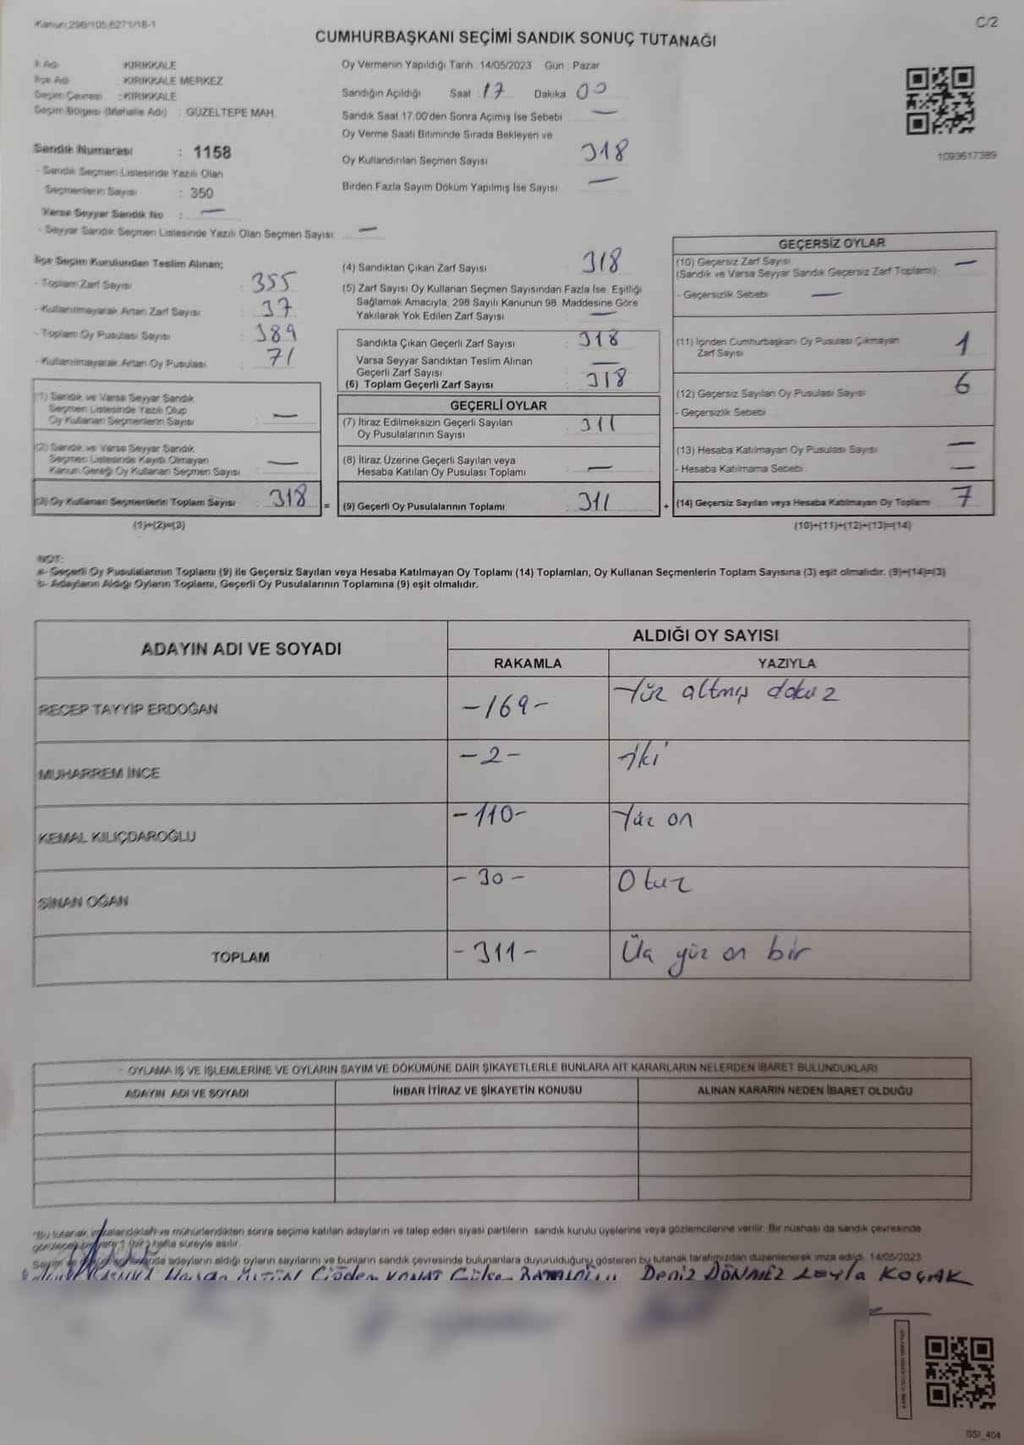 Kanun:298/105,6271/18-1
C/2
CUMHURBAŞKANI SEÇİMİ SANDIK SONUÇ TUTANAĞI
İl Adı : KIRIKKALE
İlçe Adı : KIRIKKALE MERKEZ
Seçim Çevresi : KIRIKKALE
Seçim Bölgesi (Mahalle Adı) : GÜZELTEPE MAH.
Sandık Numarası : 1158
- Sandık Seçmen Listesinde Yazılı Olan
Seçmenlerin Sayısı : 350
Varsa Seyyar Sandık No : —
- Seyyar Sandık Seçmen Listesinde Yazılı Olan Seçmen Sayısı: —
Oy Vermenin Yapıldığı Tarih 14/05/2023 Gün : Pazar
Sandığın Açıldığı Saat 17 Dakika 00
Sandık Saat 17.00'den Sonra Açılmış İse Sebebi —
Oy Verme Saati Bitiminde Sırada Bekleyen ve
Oy Kullandırılan Seçmen Sayısı 318
Birden Fazla Sayım Döküm Yapılmış İse Sayısı —
1093617389
İlçe Seçim Kurulundan Teslim Alınan;
- Toplam Zarf Sayısı : 355
- Kullanılmayarak Artan Zarf Sayısı : 37
- Toplam Oy Pusulası Sayısı : 389
- Kullanılmayarak Artan Oy Pusulası : 71
(1) Sandık ve Varsa Seyyar Sandık
Seçmen Listesinde Yazılı Olup
Oy Kullanan Seçmenlerin Sayısı —
(2) Sandık ve Varsa Seyyar Sandık
Seçmen Listesinde Kayıtlı Olmayan
Kanun Gereği Oy Kullanan Seçmen Sayısı —
(3) Oy Kullanan Seçmenlerin Toplam Sayısı 318 =
(1)+(2)=(3)
(4) Sandıktan Çıkan Zarf Sayısı 318
(5) Zarf Sayısı Oy Kullanan Seçmen Sayısından Fazla İse, Eşitliği
Sağlamak Amacıyla, 298 Sayılı Kanunun 98. Maddesine Göre
Yakılarak Yok Edilen Zarf Sayısı —
Sandıkta Çıkan Geçerli Zarf Sayısı : 318
Varsa Seyyar Sandıktan Teslim Alınan
Geçerli Zarf Sayısı —
(6) Toplam Geçerli Zarf Sayısı : 318
GEÇERLİ OYLAR
(7) İtiraz Edilmeksizin Geçerli Sayılan
Oy Pusulalarının Sayısı 311
(8) İtiraz Üzerine Geçerli Sayılan veya
Hesaba Katılan Oy Pusulası Toplamı —
(9) Geçerli Oy Pusulalarının Toplamı : 311 +
GEÇERSİZ OYLAR
(10) Geçersiz Zarf Sayısı —
(Sandık ve Varsa Seyyar Sandık Geçersiz Zarf Toplamı)
- Geçersizlik Sebebi —
(11) İçinden Cumhurbaşkanı Oy Pusulası Çıkmayan
Zarf Sayısı 1
(12) Geçersiz Sayılan Oy Pusulası Sayısı 6
- Geçersizlik Sebebi
(13) Hesaba Katılmayan Oy Pusulası Sayısı —
- Hesaba Katılmama Sebebi —
(14) Geçersiz Sayılan veya Hesaba Katılmayan Oy Toplamı 7
(10)+(11)+(12)+(13)=(14)
NOT:
a- Geçerli Oy Pusulalarının Toplamı (9) ile Geçersiz Sayılan veya Hesaba Katılmayan Oy Toplamı (14) Toplamları, Oy Kullanan Seçmenlerin Toplam Sayısına (3) eşit olmalıdır. (9)+(14)=(3)
b- Adayların Aldığı Oyların Toplamı, Geçerli Oy Pusulalarının Toplamına (9) eşit olmalıdır.
ADAYIN ADI VE SOYADI
ALDIĞI OY SAYISI
RAKAMLA YAZIYLA
RECEP TAYYİP ERDOĞAN -169- Yüz altmış dokuz
MUHARREM İNCE -2- iki
KEMAL KILIÇDAROĞLU -110- Yüz on
SİNAN OĞAN -30- Otuz
TOPLAM -311- Üç yüz on bir
OYLAMA İŞ VE İŞLEMLERİNE VE OYLARIN SAYIM VE DÖKÜMÜNE DAİR ŞİKAYETLERLE BUNLARA AİT KARARLARIN NELERDEN İBARET BULUNDUKLARI
ADAYIN ADI VE SOYADI İHBAR İTİRAZ VE ŞİKAYETİN KONUSU ALINAN KARARIN NEDEN İBARET OLDUĞU
*Bu tutanak, imzalandıktan ve mühürlendikten sonra seçime katılan adayların ve talep eden siyasi partilerin sandık kurulu üyelerine veya gözlemcilerine verilir. Bir nüshası da sandık çevresinde
1 (bir) hafta süreyle asılır.
adayların aldığı oyların sayılarını ve bunların sandık çevresinde bulunanlara duyurulduğunu gösteren bu tutanak tarafımızdan düzenlenerek imza edildi. 14/05/2023
Çiğdem KONAT Deniz DÖNMEZ Leyla KOÇAK
GSI_404